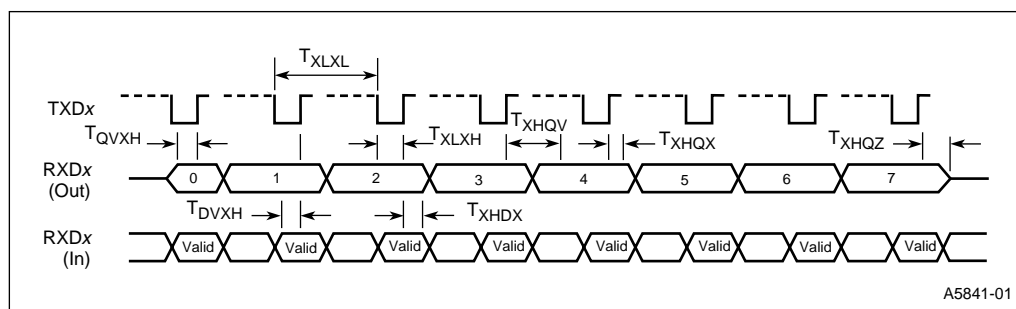 TXLXL
TXDx
TQVXH
TXLXH
TXHQV
TXHQX
TXHQZ
RXDx
(Out)
0 1 2 3 4 5 6 7
TDVXH
TXHDX
RXDx
(In)
Valid Valid Valid Valid Valid Valid Valid Valid
A5841-01